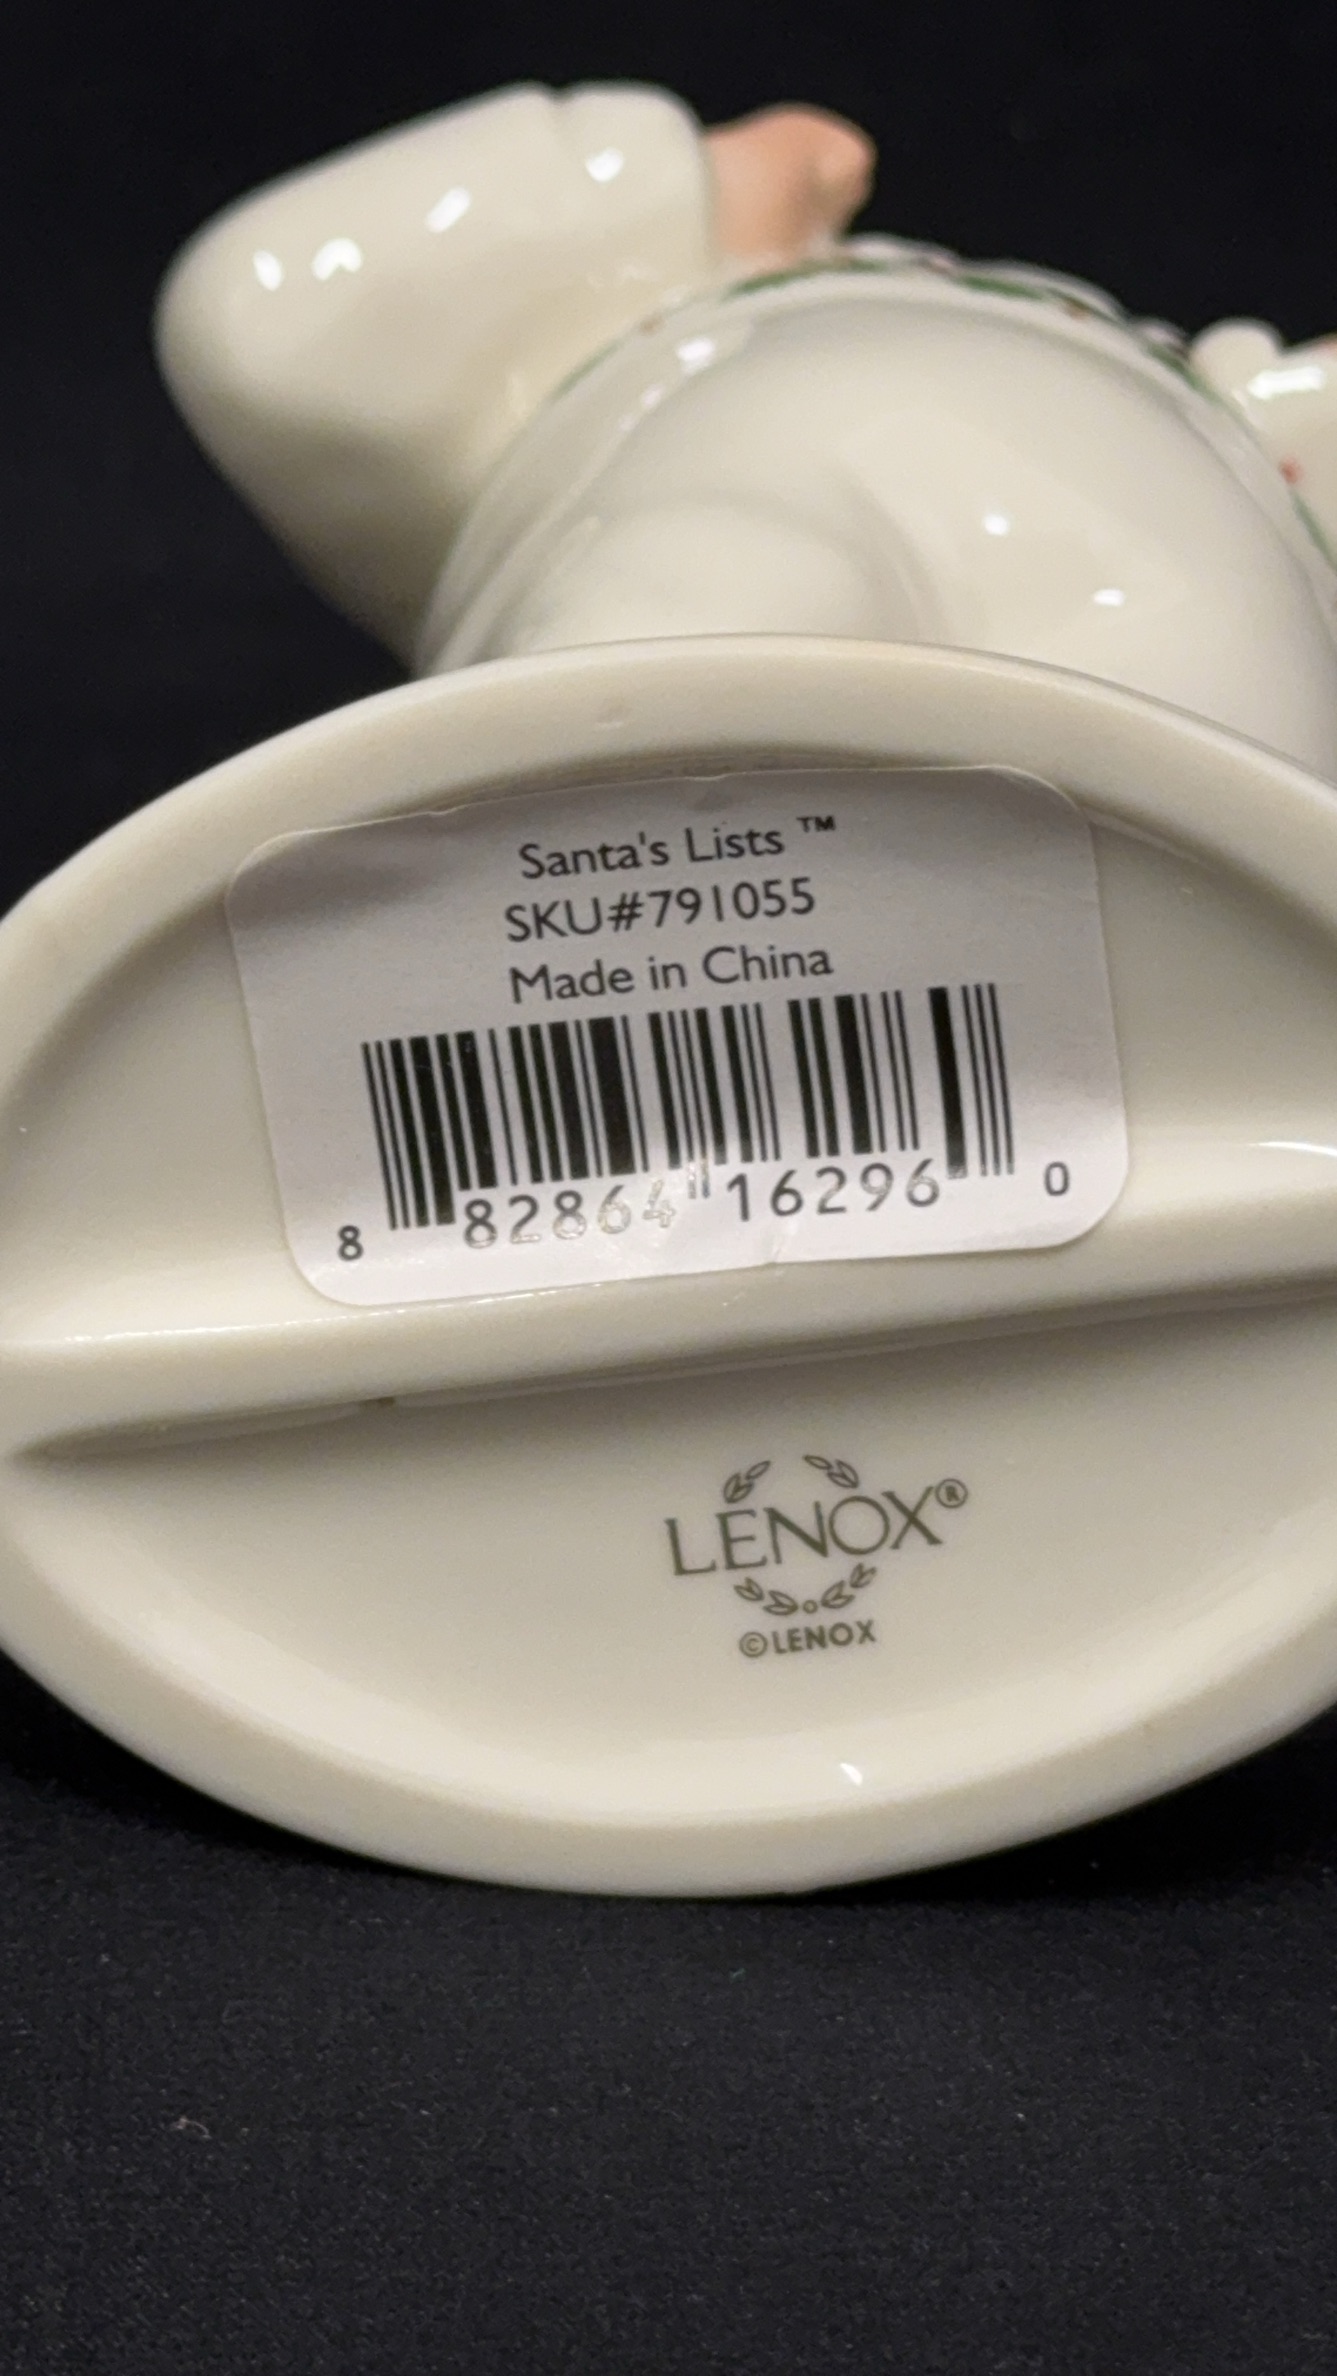 Santa's Lists ™
SKU#791055
Made in China
8 82864 16296 0
LENOX®
©LENOX